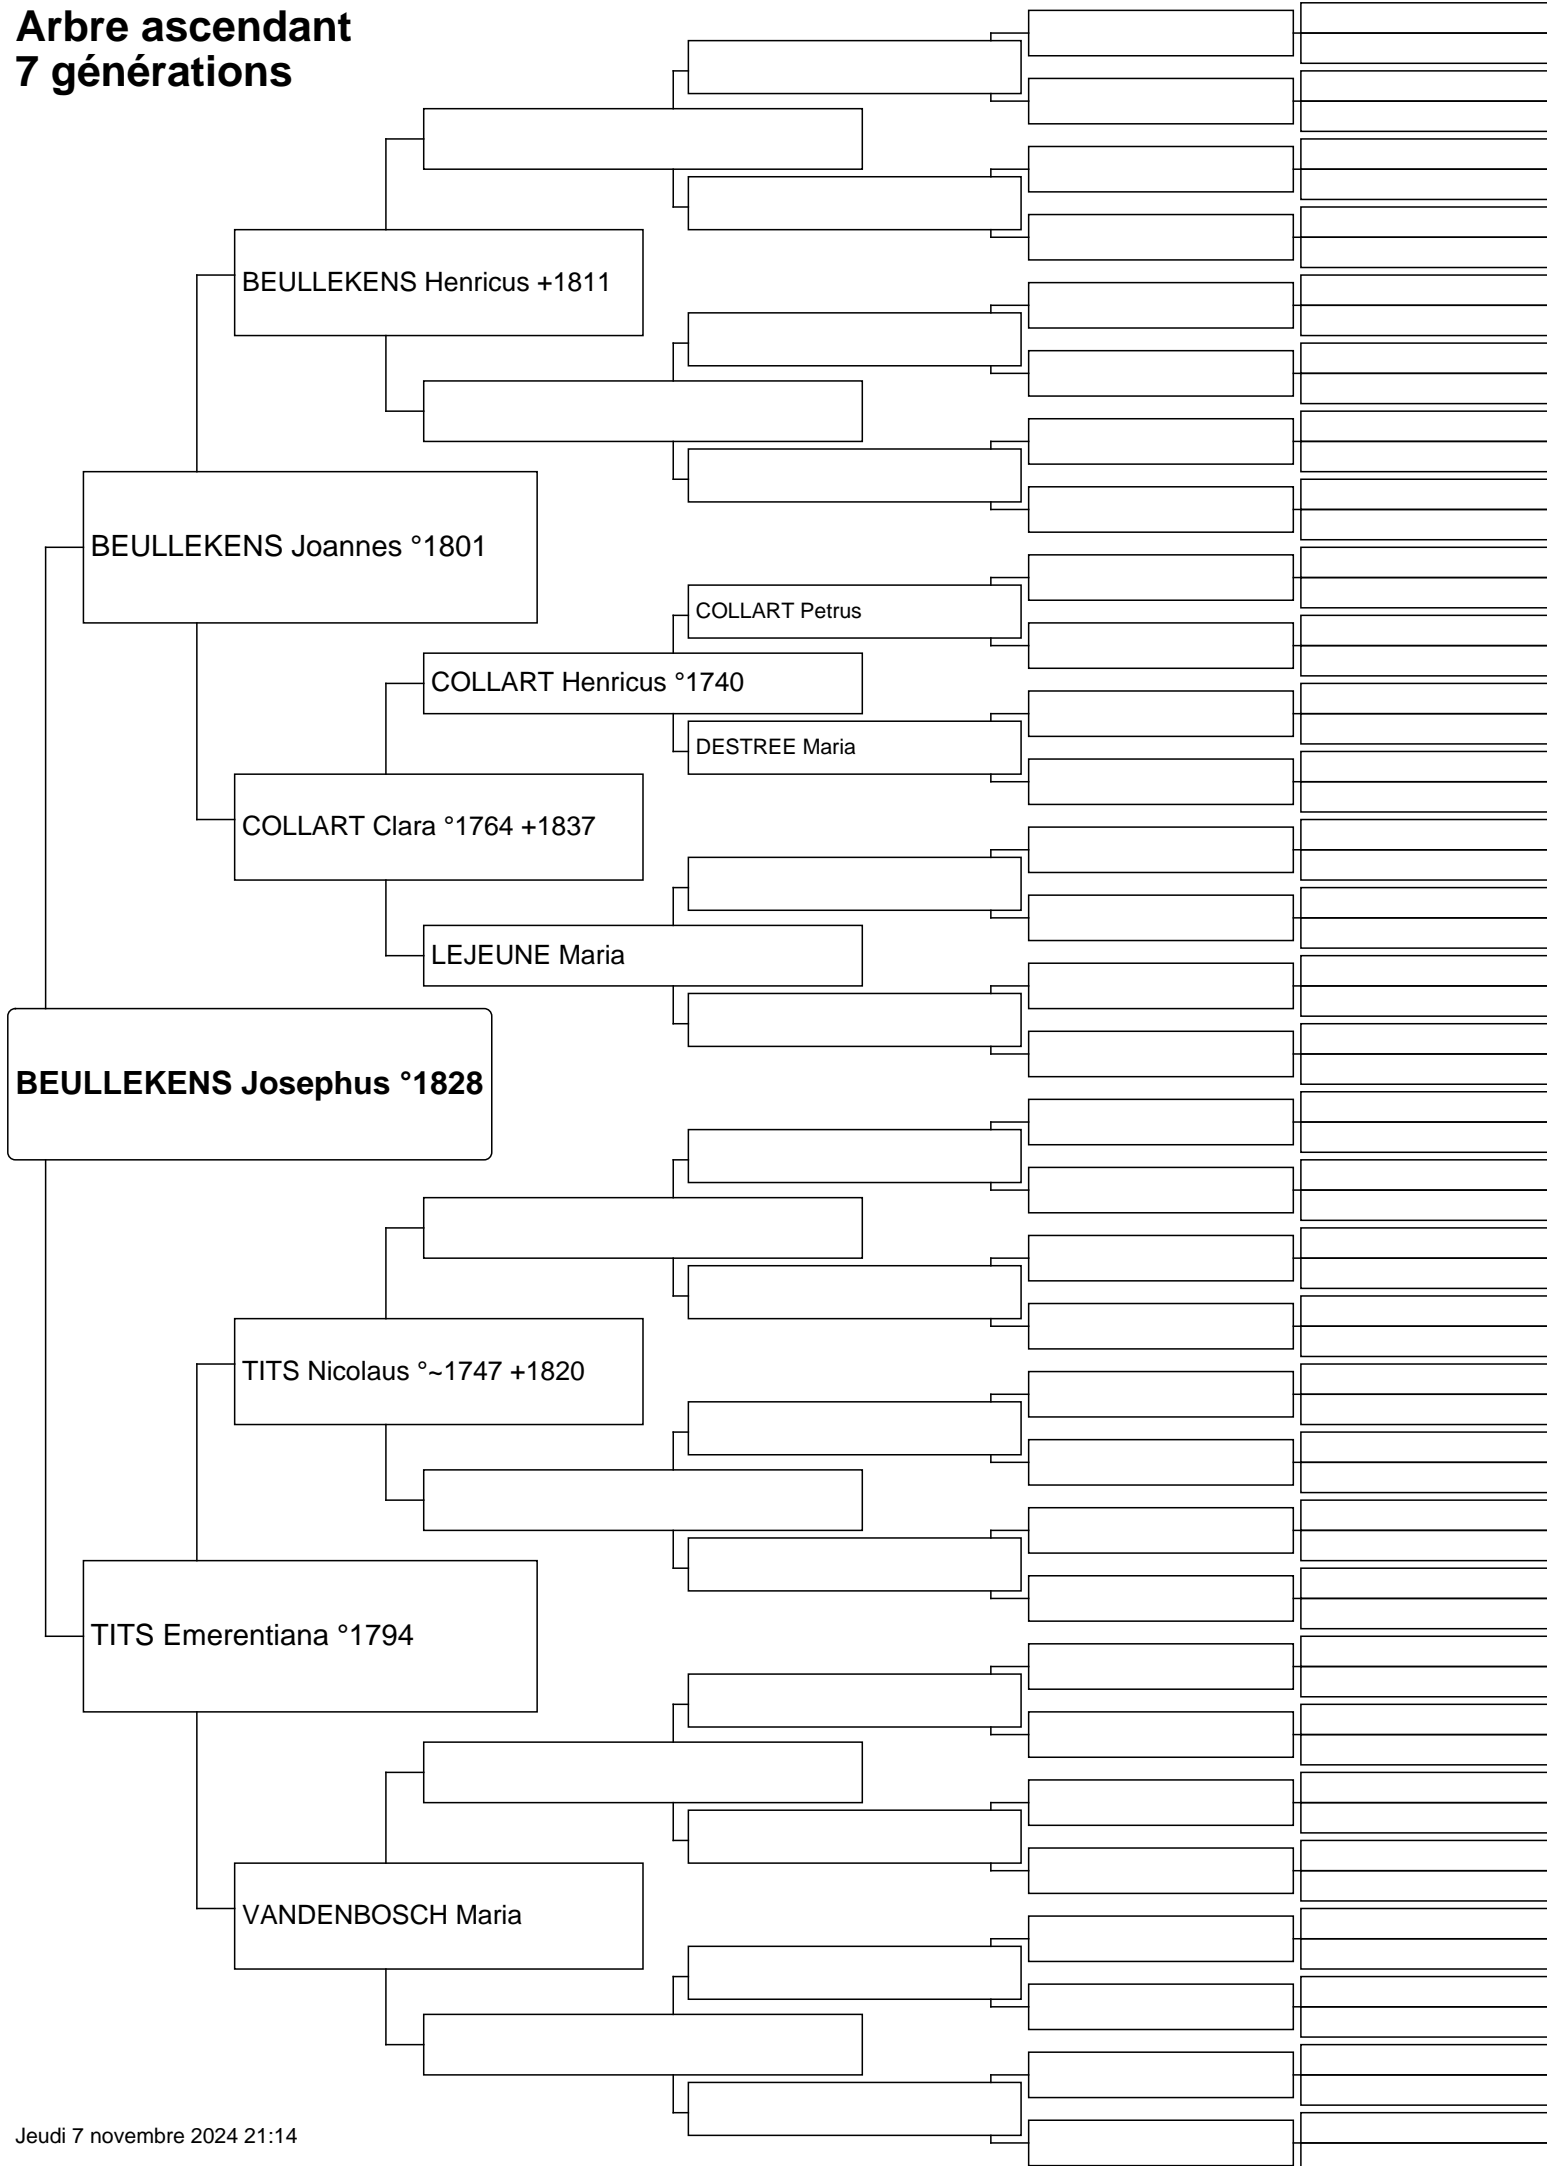 Arbre ascendant
7 générations
BEULLEKENS Henricus +1811
BEULLEKENS Joannes °1801
COLLART Petrus
COLLART Henricus °1740
DESTREE Maria
COLLART Clara °1764 +1837
LEJEUNE Maria
BEULLEKENS Josephus °1828
TITS Nicolaus °~1747 +1820
TITS Emerentiana °1794
VANDENBOSCH Maria
Jeudi 7 novembre 2024 21:14